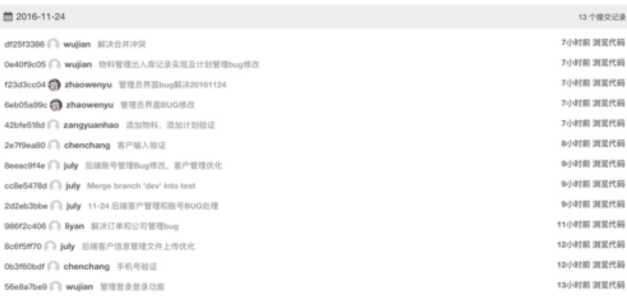 2016-11-24 13 个提交记录
df25f3386 wujian 解决合并冲突 7小时前 浏览代码
0e40f9c05 wujian 物料管理出入库记录实现及计划管理bug修改 7小时前 浏览代码
f23d3cc04 zhaowenyu 管理员界面bug解决20161124 7小时前 浏览代码
6eb05a99c zhaowenyu 管理员界面BUG修改 7小时前 浏览代码
42bfe518d zangyuanhao 添加物料、添加计划验证 7小时前 浏览代码
2e7f9ea80 chenchang 客户输入验证 8小时前 浏览代码
8eeac9f4e july 后端账号管理Bug修改，客户管理优化 9小时前 浏览代码
cc8e5478d july Merge branch 'dev' into test 9小时前 浏览代码
2d2eb3bbe july 11-24 后端客户管理和账号BUG处理 9小时前 浏览代码
986f2c406 liyan 解决订单和公司管理bug 11小时前 浏览代码
8c6f5ff70 july 后端客户信息管理文件上传优化 12小时前 浏览代码
0b3f60bdf chenchang 手机号验证 12小时前 浏览代码
56e8a7be9 wujian 管理登录登录功能 13小时前 浏览代码